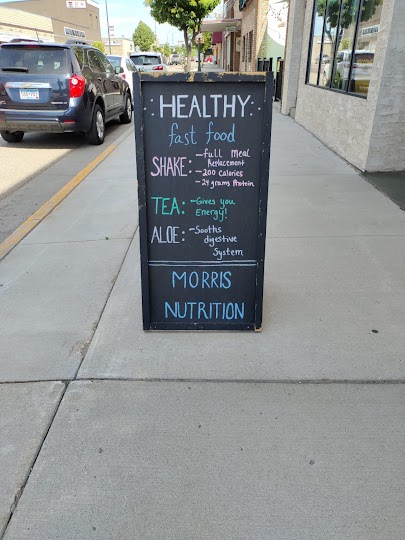 HEALTHY
fast food
SHAKE: -full Meal
Replacement
-200 Calories
-24 grams Protein
TEA: -Gives you
Energy!
ALOE: -Sooths
digestive
System
MORRIS
NUTRITION